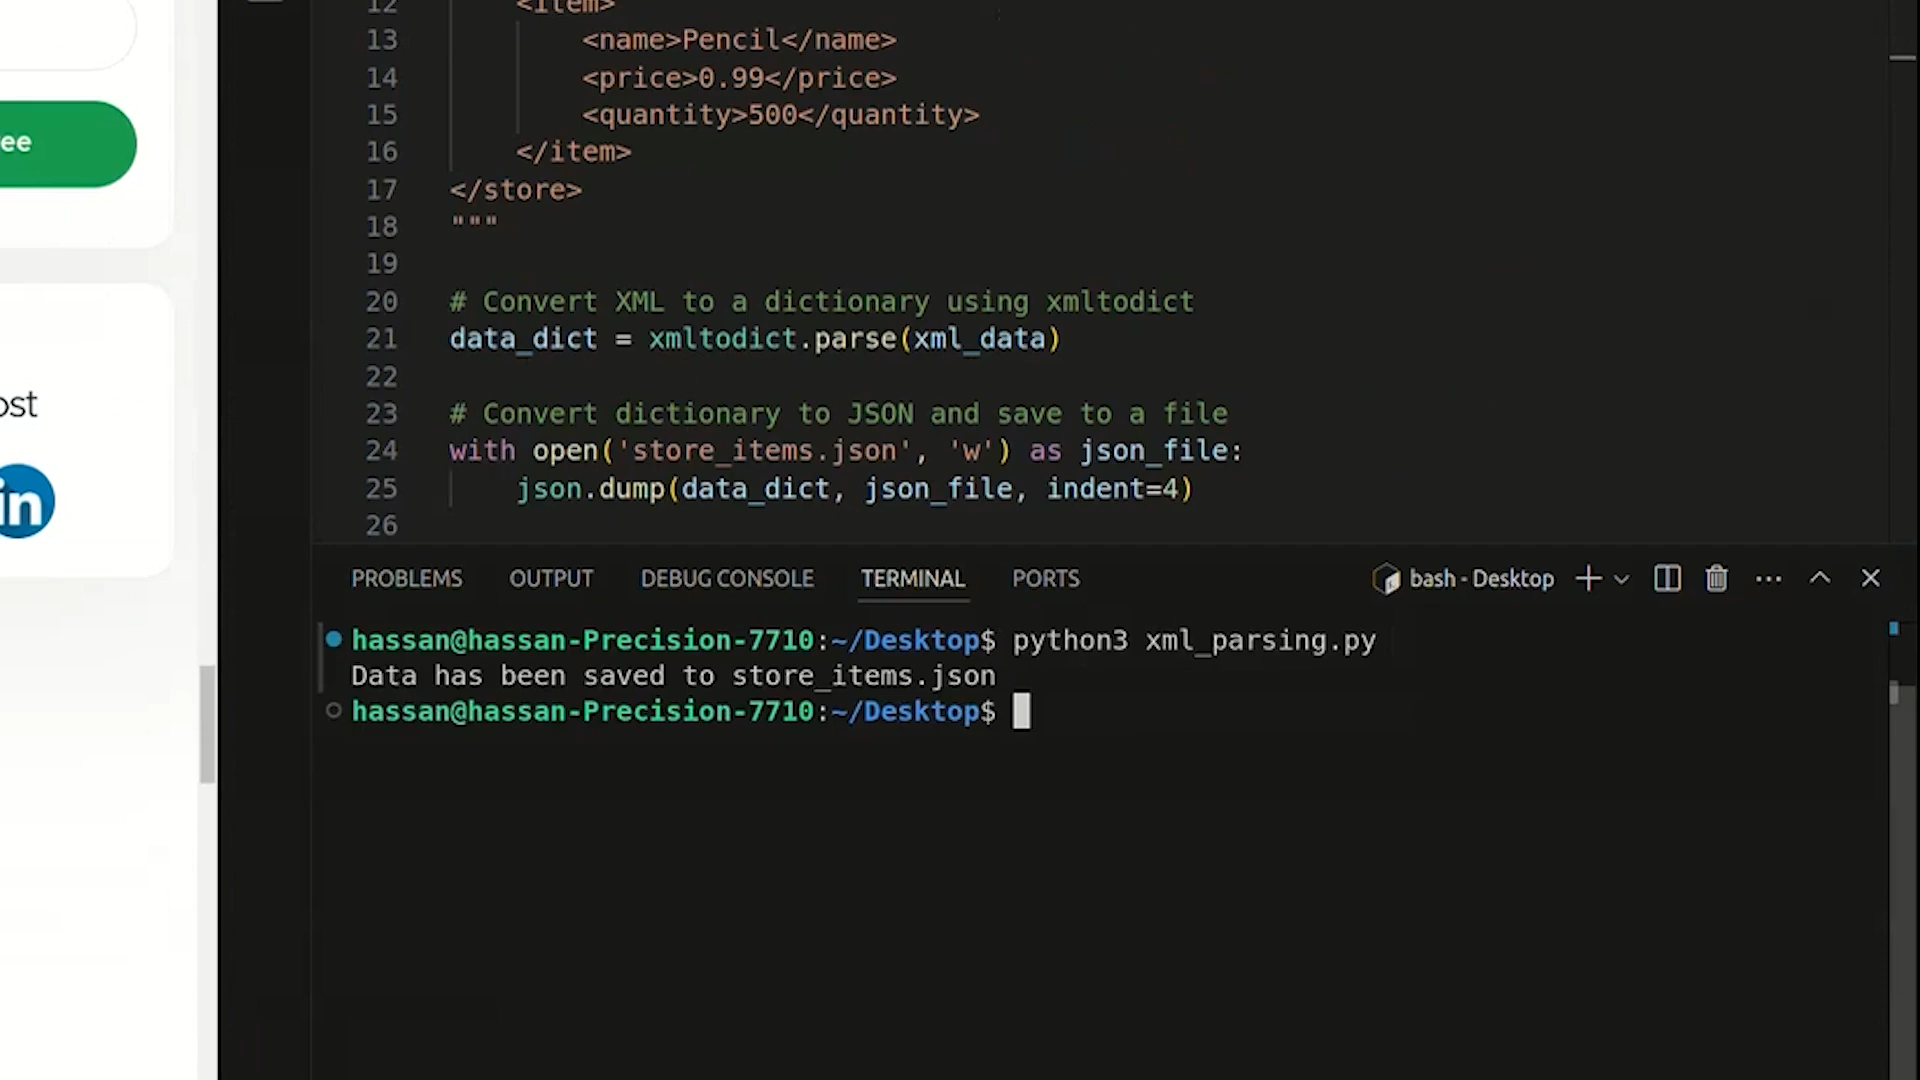 12 <item>
13 <name>Pencil</name>
14 <price>0.99</price>
15 <quantity>500</quantity>
16 </item>
17 </store>
18 """
19
20 # Convert XML to a dictionary using xmltodict
21 data_dict = xmltodict.parse(xml_data)
22
23 # Convert dictionary to JSON and save to a file
24 with open('store_items.json', 'w') as json_file:
25 json.dump(data_dict, json_file, indent=4)
26
ee
ost
in
PROBLEMS OUTPUT DEBUG CONSOLE TERMINAL PORTS bash - Desktop
hassan@hassan-Precision-7710:~/Desktop$ python3 xml_parsing.py
Data has been saved to store_items.json
hassan@hassan-Precision-7710:~/Desktop$